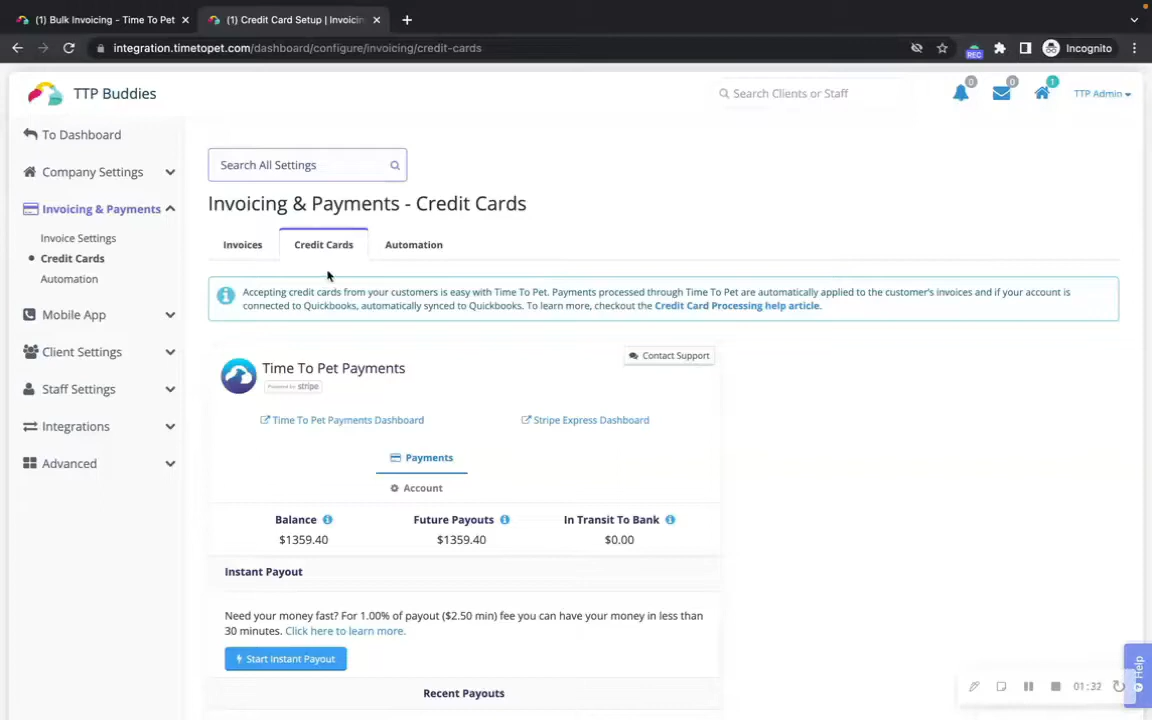 (1) Bulk Invoicing - Time To Pet
(1) Credit Card Setup | Invoicin
integration.timetopet.com/dashboard/configure/invoicing/credit-cards
REC
Incognito
TTP Buddies
Search Clients or Staff
0
0
1
TTP Admin
To Dashboard
Company Settings
Invoicing & Payments
Invoice Settings
Credit Cards
Automation
Mobile App
Client Settings
Staff Settings
Integrations
Advanced
Search All Settings
Invoicing & Payments - Credit Cards
Invoices
Credit Cards
Automation
Accepting credit cards from your customers is easy with Time To Pet. Payments processed through Time To Pet are automatically applied to the customer's invoices and if your account is
connected to Quickbooks, automatically synced to Quickbooks. To learn more, checkout the Credit Card Processing help article.
Time To Pet Payments
Powered by stripe
Contact Support
Time To Pet Payments Dashboard
Stripe Express Dashboard
Payments
Account
Balance
Future Payouts
In Transit To Bank
$1359.40
$1359.40
$0.00
Instant Payout
Need your money fast? For 1.00% of payout ($2.50 min) fee you can have your money in less than
30 minutes. Click here to learn more.
Start Instant Payout
Recent Payouts
01:32
Help